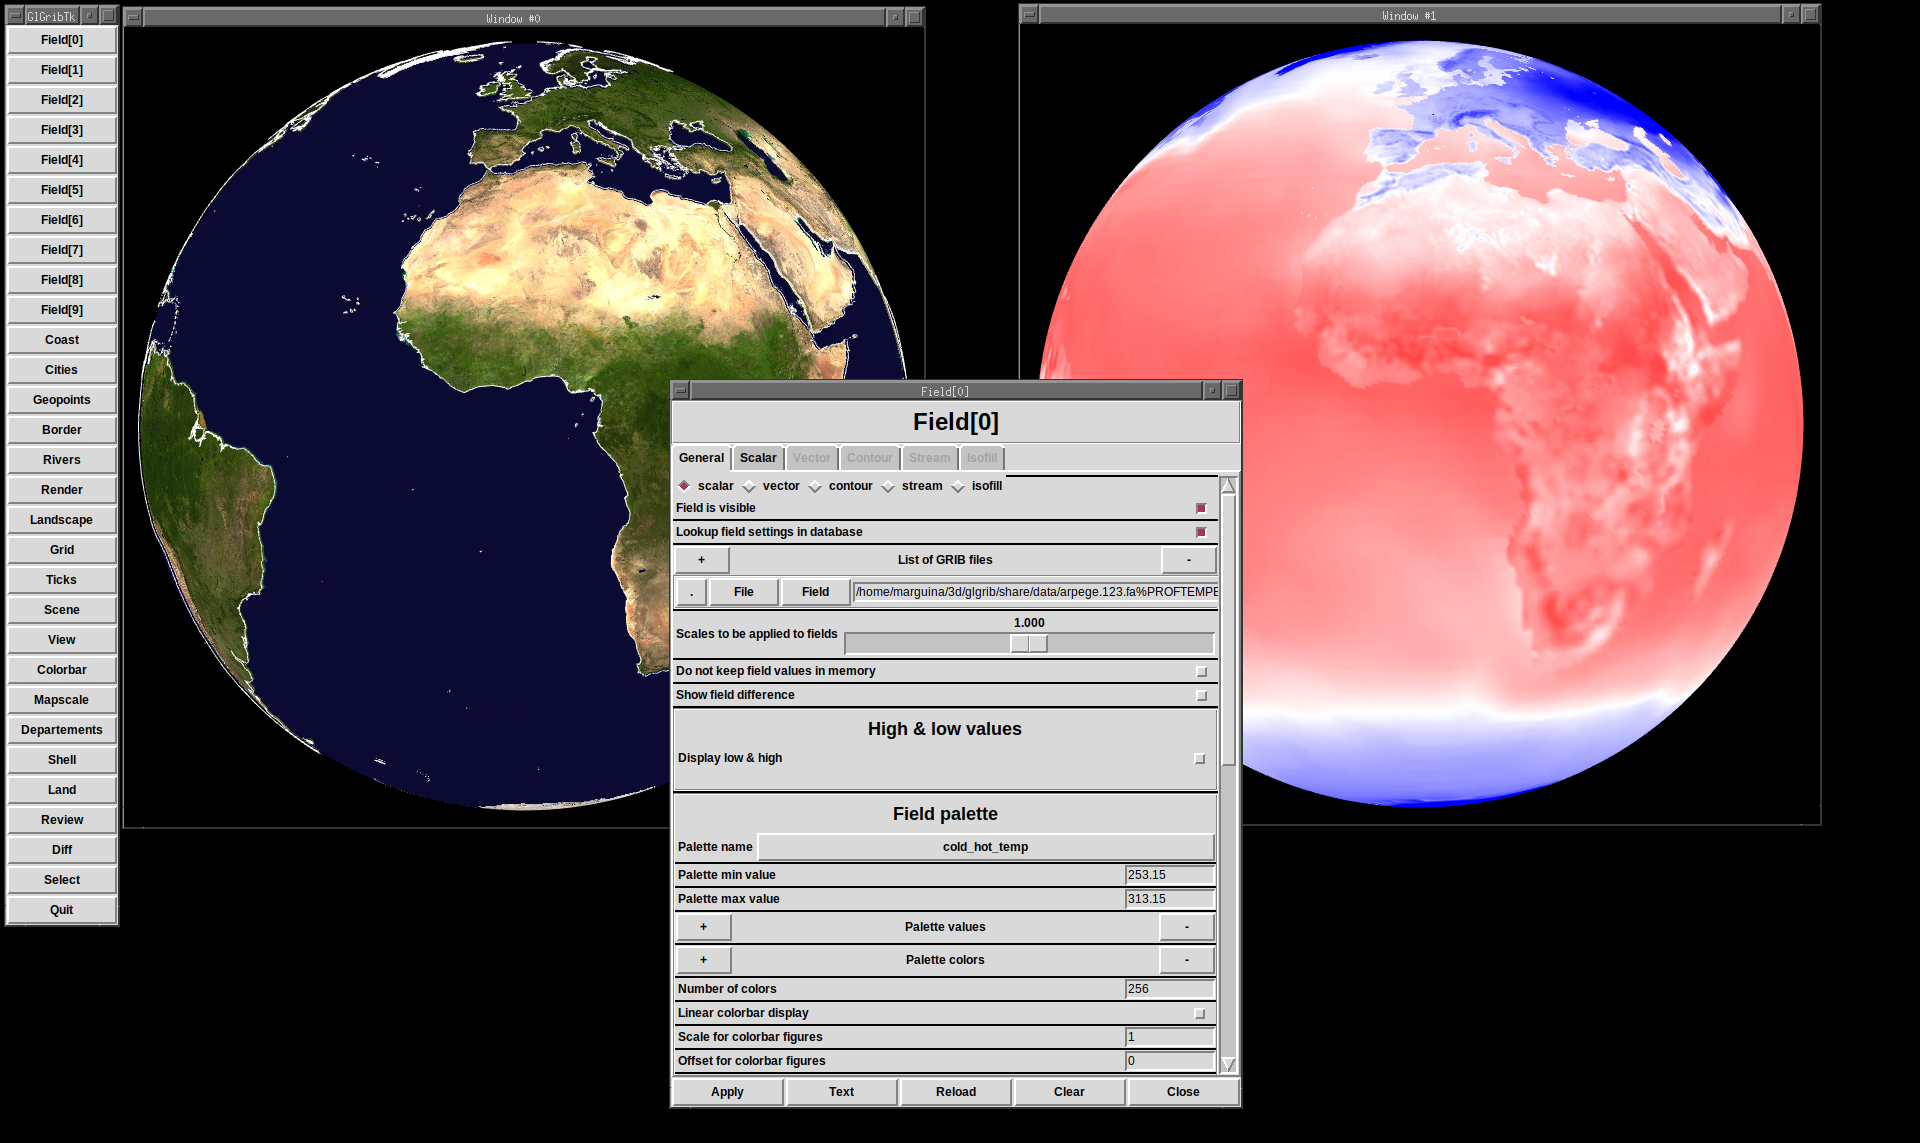 GlGribTk
Field[0]
Field[1]
Field[2]
Field[3]
Field[4]
Field[5]
Field[6]
Field[7]
Field[8]
Field[9]
Coast
Cities
Geopoints
Border
Rivers
Render
Landscape
Grid
Ticks
Scene
View
Colorbar
Mapscale
Departements
Shell
Land
Review
Diff
Select
Quit
Window #0
Window #1
Field[0]
Field[0]
General Scalar Vector Contour Stream Isofill
scalar vector contour stream isofill
Field is visible
Lookup field settings in database
+ List of GRIB files -
. File Field /home/marguina/3d/glgrib/share/data/arpege.123.fa%PROFTEMPE
1.000
Scales to be applied to fields
Do not keep field values in memory
Show field difference
High & low values
Display low & high
Field palette
Palette name cold_hot_temp
Palette min value 253.15
Palette max value 313.15
+ Palette values -
+ Palette colors -
Number of colors 256
Linear colorbar display
Scale for colorbar figures 1
Offset for colorbar figures 0
Apply Text Reload Clear Close